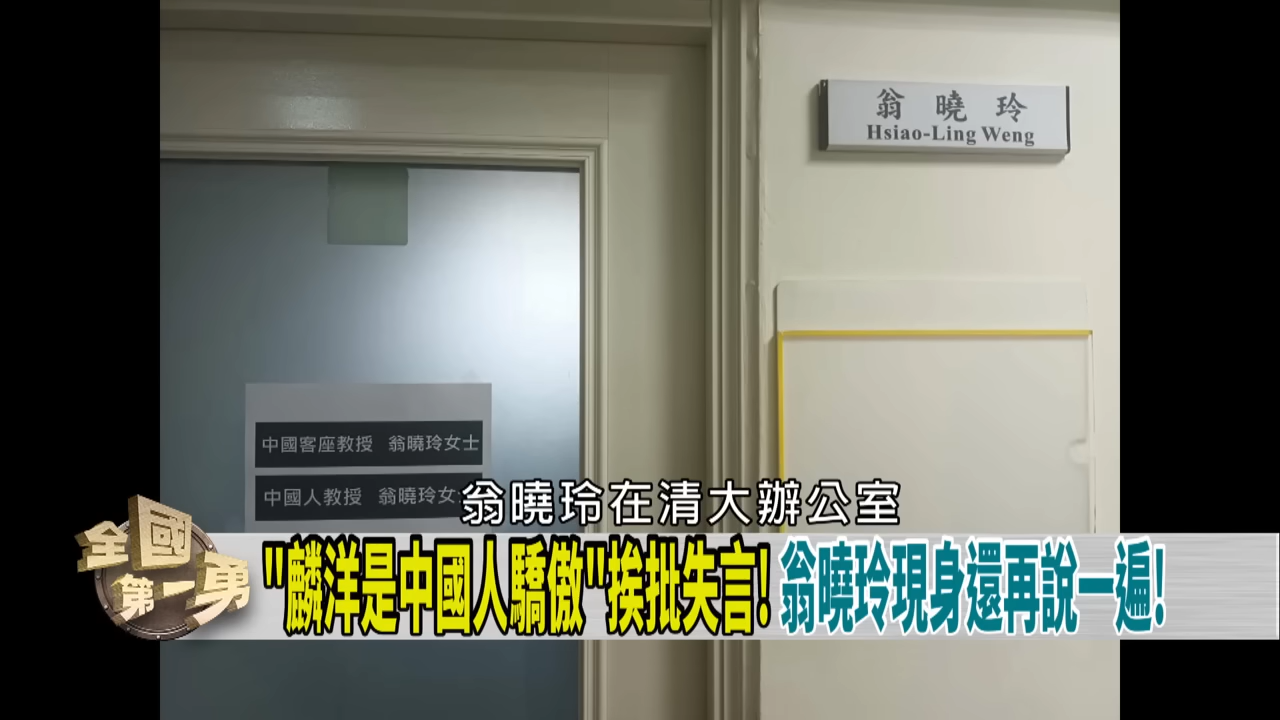 翁曉玲
Hsiao-Ling Weng
中國客座教授 翁曉玲女士
中國人教授 翁曉玲女
翁曉玲在清大辦公室
全國第一勇
"麟洋是中國人驕傲"挨批失言!翁曉玲現身還再說一遍!